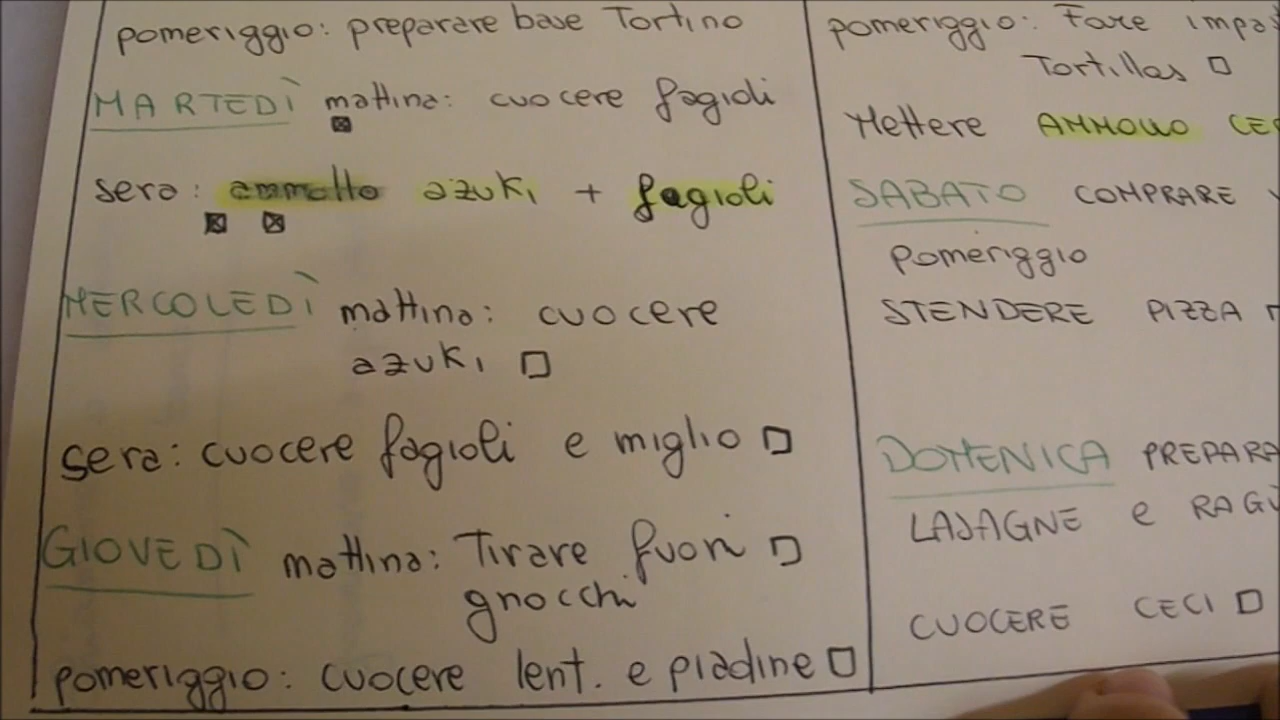 pomeriggio: preparare base Tortino
MARTEDÌ mattina: cuocere fagioli
sera: ammollo azuki + fagioli
MERCOLEDÌ mattina: cuocere
azuki
sera: cuocere fagioli e miglio
GIOVEDÌ mattina: Tirare fuori
gnocchi
pomeriggio: cuocere lent. e piadine
pomeriggio: Fare
Tortillas
Mettere AMMOLLO
SABATO COMPRARE
pomeriggio
STENDERE PIZZA
DOMENICA PREPARA
LASAGNE e RAGÙ
CUOCERE CECI